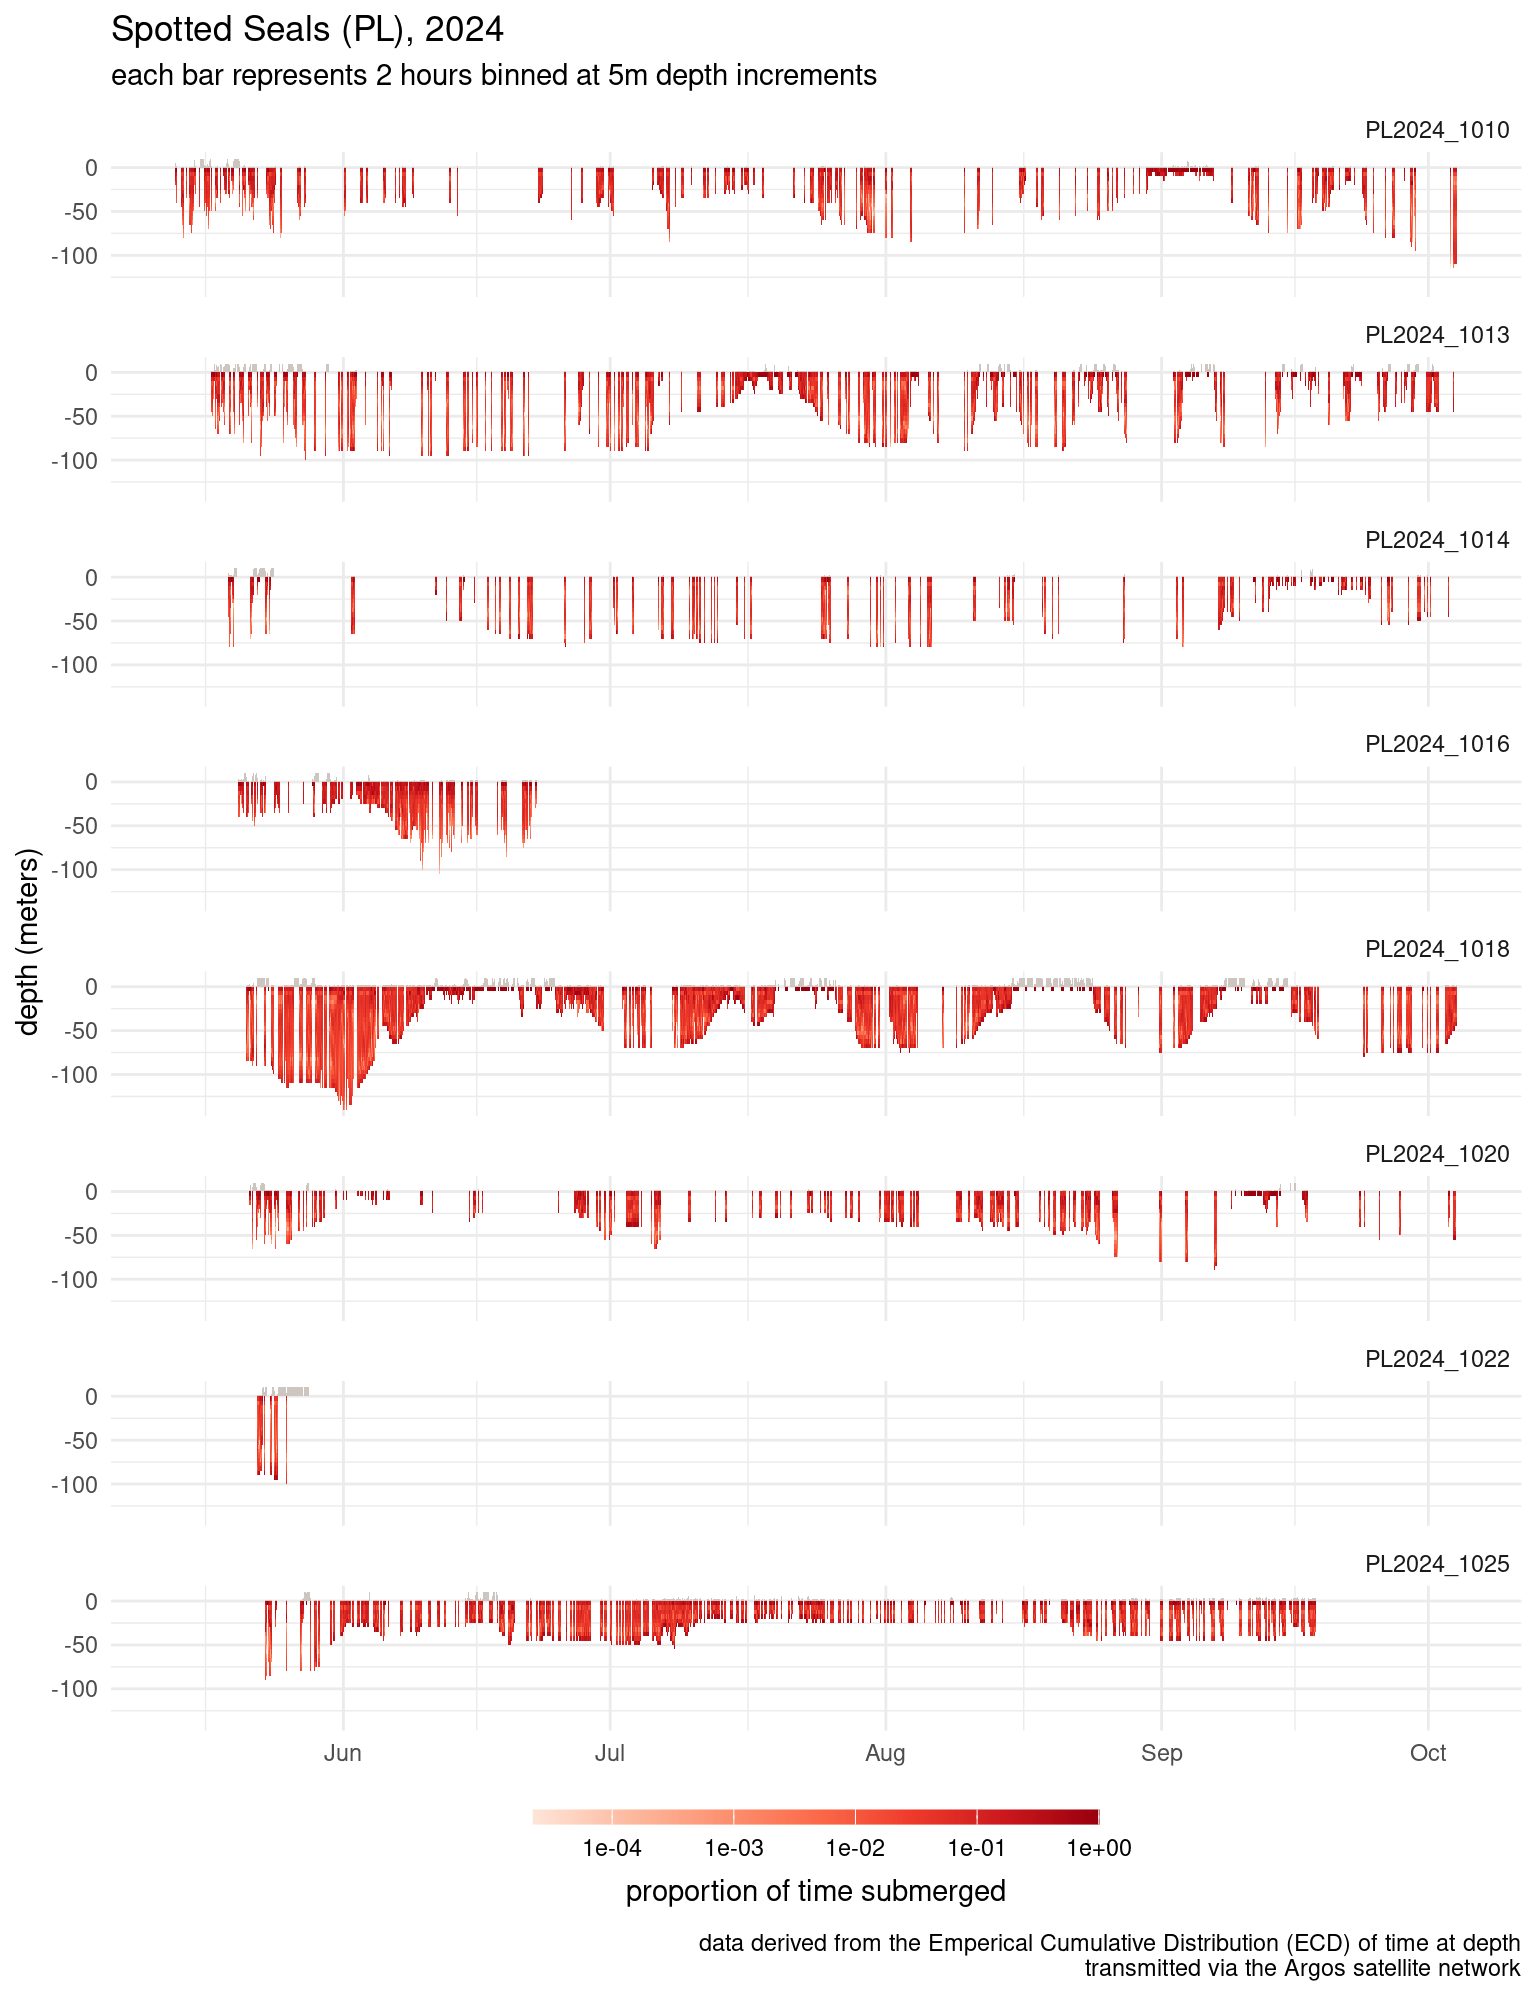 Spotted Seals (PL), 2024
each bar represents 2 hours binned at 5m depth increments
PL2024_1010
0
-50
-100
PL2024_1013
0
-50
-100
PL2024_1014
0
-50
-100
PL2024_1016
0
-50
-100
depth (meters)
PL2024_1018
0
-50
-100
PL2024_1020
0
-50
-100
PL2024_1022
0
-50
-100
PL2024_1025
0
-50
-100
Jun Jul Aug Sep Oct
1e-04 1e-03 1e-02 1e-01 1e+00
proportion of time submerged
data derived from the Emperical Cumulative Distribution (ECD) of time at depth
transmitted via the Argos satellite network